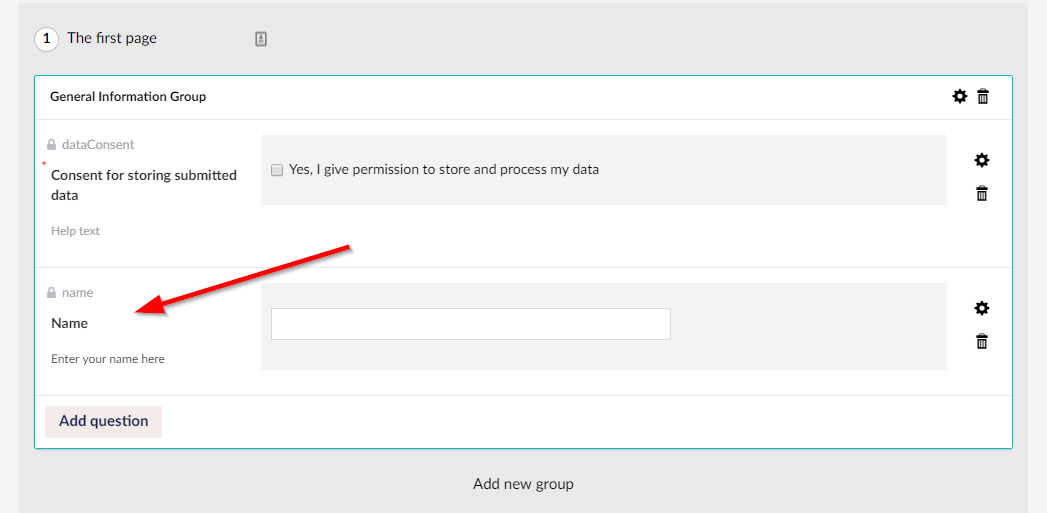 1 The first page
General Information Group
dataConsent
* Consent for storing submitted
data
Yes, I give permission to store and process my data
Help text
name
Name
Enter your name here
Add question
Add new group